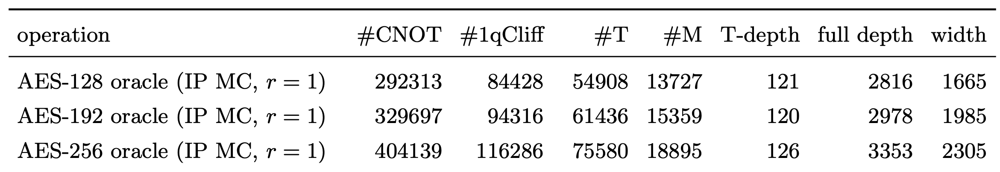 operation #CNOT #1qCliff #T #M T-depth full depth width
AES-128 oracle (IP MC, r = 1) 292313 84428 54908 13727 121 2816 1665
AES-192 oracle (IP MC, r = 1) 329697 94316 61436 15359 120 2978 1985
AES-256 oracle (IP MC, r = 1) 404139 116286 75580 18895 126 3353 2305